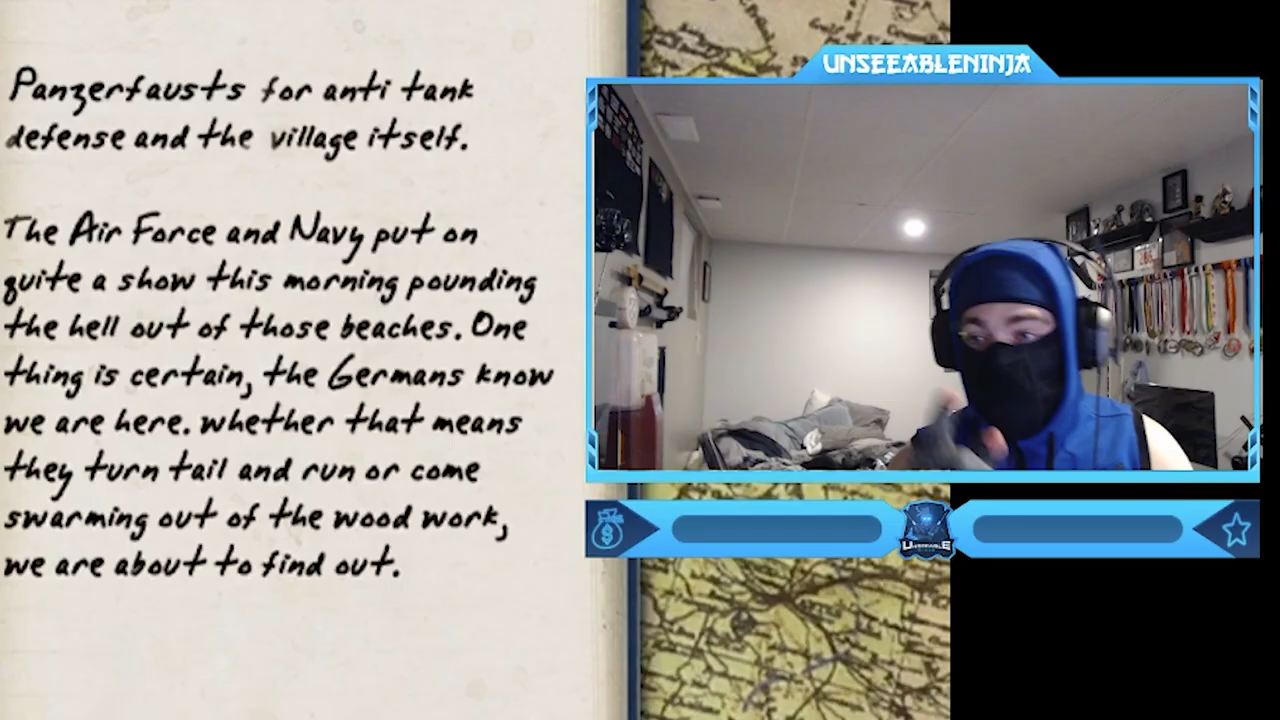 Panzerfausts for anti tank
defense and the village itself.
The Air Force and Navy put on
quite a show this morning pounding
the hell out of those beaches. One
thing is certain, the Germans know
we are here. whether that means
they turn tail and run or come
swarming out of the wood work,
we are about to find out.
UNSEEABLENINJA